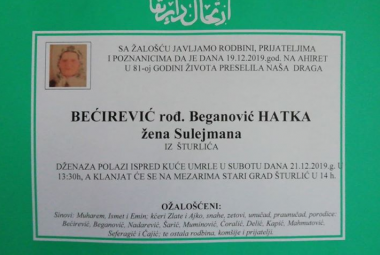 SA ŽALOŠĆU JAVLJAMO RODBINI, PRIJATELJIMA
I POZNANICIMA DA JE DANA 19.12.2019.god. NA AHIRET
U 81-oj GODINI ŽIVOTA PRESELILA NAŠA DRAGA
BEĆIREVIĆ rođ. Beganović HATKA
žena Sulejmana
IZ ŠTURLIĆA
DŽENAZA POLAZI ISPRED KUĆE UMRLE U SUBOTU DANA 21.12.2019.g. U
13:30h, A KLANJAT ĆE SE NA MEZARIMA STARI GRAD ŠTURLIĆ U 14 h.
OŽALOŠĆENI:
Sinovi: Muharem, Ismet i Emin; kćeri Zlate i Ajko, snahe, zetovi, unučad, praunučad, porodice:
Bećirević, Beganović, Nadarević, Šarić, Muminović, Ćoralić, Delić, Kapić, Mahmutović,
Seferagić i Čajić; te ostala rodbina, komšije i prijatelji.